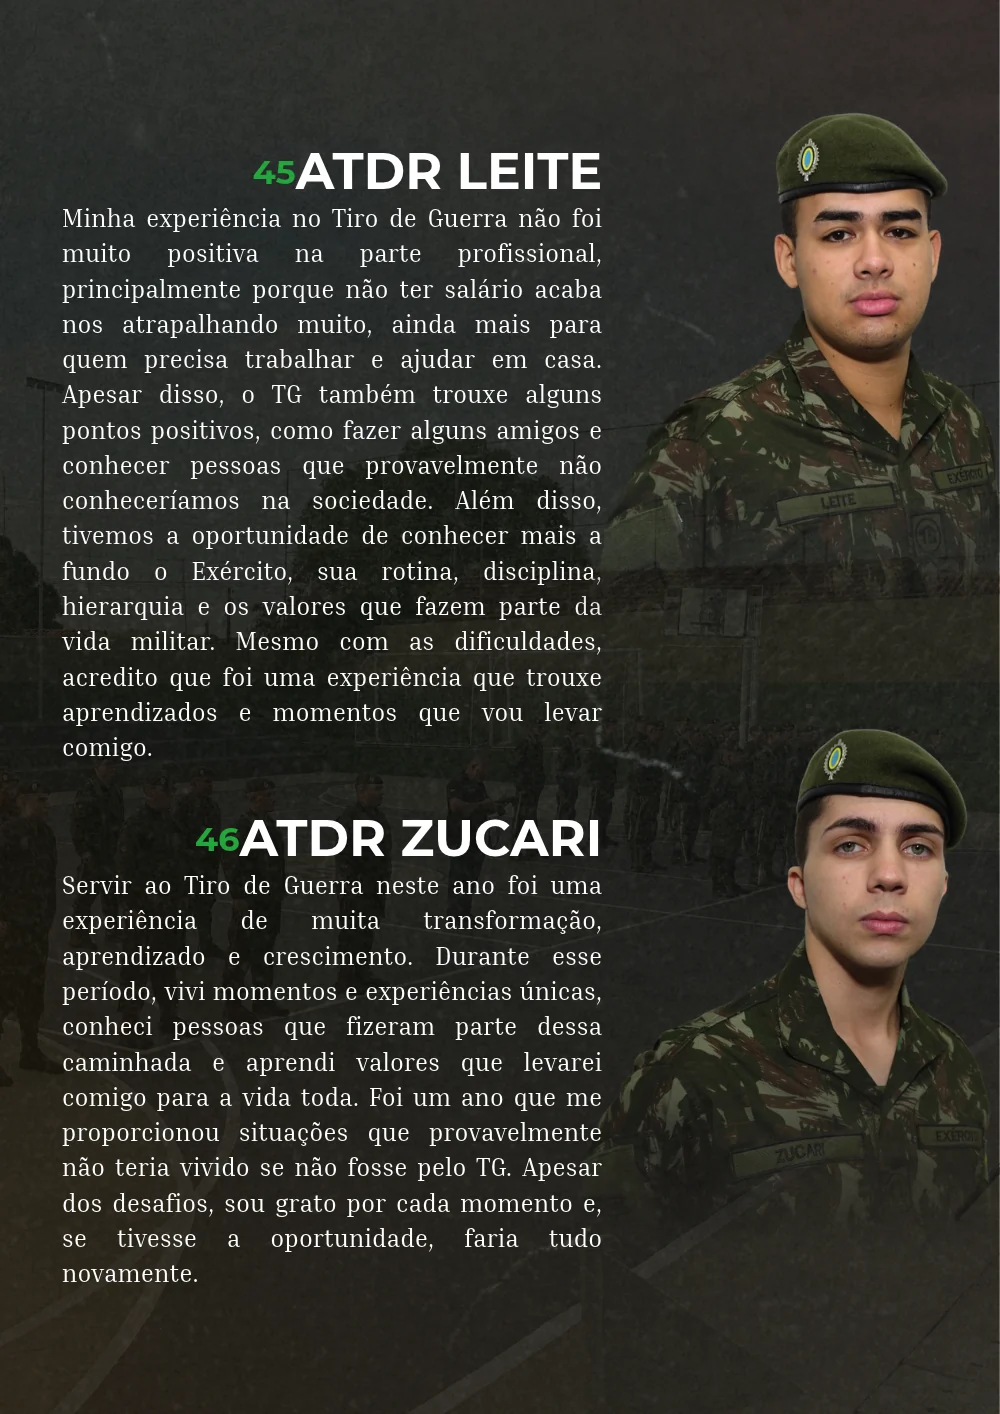 45ATDR LEITE
Minha experiência no Tiro de Guerra não foi
muito positiva na parte profissional,
principalmente porque não ter salário acaba
nos atrapalhando muito, ainda mais para
quem precisa trabalhar e ajudar em casa.
Apesar disso, o TG também trouxe alguns
pontos positivos, como fazer alguns amigos e
conhecer pessoas que provavelmente não
conheceríamos na sociedade. Além disso,
tivemos a oportunidade de conhecer mais a
fundo o Exército, sua rotina, disciplina,
hierarquia e os valores que fazem parte da
vida militar. Mesmo com as dificuldades,
acredito que foi uma experiência que trouxe
aprendizados e momentos que vou levar
comigo.
LEITE
EXÉRCITO
46ATDR ZUCARI
Servir ao Tiro de Guerra neste ano foi uma
experiência de muita transformação,
aprendizado e crescimento. Durante esse
período, vivi momentos e experiências únicas,
conheci pessoas que fizeram parte dessa
caminhada e aprendi valores que levarei
comigo para a vida toda. Foi um ano que me
proporcionou situações que provavelmente
não teria vivido se não fosse pelo TG. Apesar
dos desafios, sou grato por cada momento e,
se tivesse a oportunidade, faria tudo
novamente.
ZUCARI
EXÉRCITO